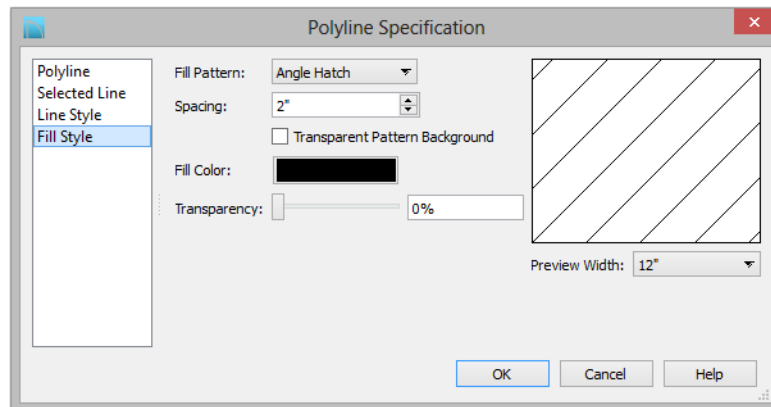 Polyline Specification
Polyline
Selected Line
Line Style
Fill Style
Fill Pattern: Angle Hatch
Spacing: 2"
Transparent Pattern Background
Fill Color:
Transparency: 0%
Preview Width: 12"
OK Cancel Help